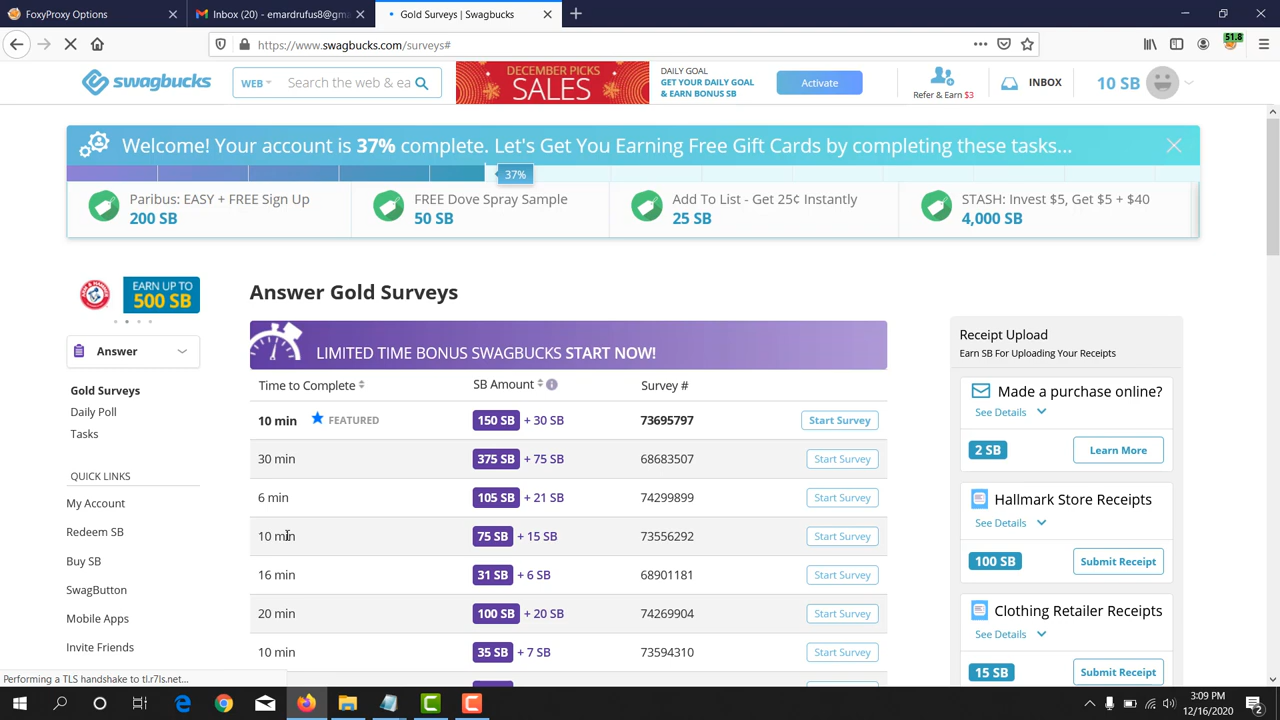 FoxyProxy Options
Inbox (20) - emardrufus8@gma
Gold Surveys | Swagbucks
https://www.swagbucks.com/surveys#
51.8
swagbucks
WEB
Search the web & ea
DECEMBER PICKS
SALES
DAILY GOAL
GET YOUR DAILY GOAL
& EARN BONUS SB
Activate
Refer & Earn $3
INBOX
10 SB
Welcome! Your account is 37% complete. Let's Get You Earning Free Gift Cards by completing these tasks...
37%
Paribus: EASY + FREE Sign Up
200 SB
FREE Dove Spray Sample
50 SB
Add To List - Get 25¢ Instantly
25 SB
STASH: Invest $5, Get $5 + $40
4,000 SB
EARN UP TO
500 SB
Answer
Gold Surveys
Daily Poll
Tasks
QUICK LINKS
My Account
Redeem SB
Buy SB
SwagButton
Mobile Apps
Invite Friends
Answer Gold Surveys
LIMITED TIME BONUS SWAGBUCKS START NOW!
Time to Complete SB Amount Survey #
10 min FEATURED 150 SB + 30 SB 73695797 Start Survey
30 min 375 SB + 75 SB 68683507 Start Survey
6 min 105 SB + 21 SB 74299899 Start Survey
10 min 75 SB + 15 SB 73556292 Start Survey
16 min 31 SB + 6 SB 68901181 Start Survey
20 min 100 SB + 20 SB 74269904 Start Survey
10 min 35 SB + 7 SB 73594310 Start Survey
Receipt Upload
Earn SB For Uploading Your Receipts
Made a purchase online?
See Details
2 SB Learn More
Hallmark Store Receipts
See Details
100 SB Submit Receipt
Clothing Retailer Receipts
See Details
15 SB Submit Receipt
Performing a TLS handshake to tl.r7ls.net...
3:09 PM
12/16/2020
2